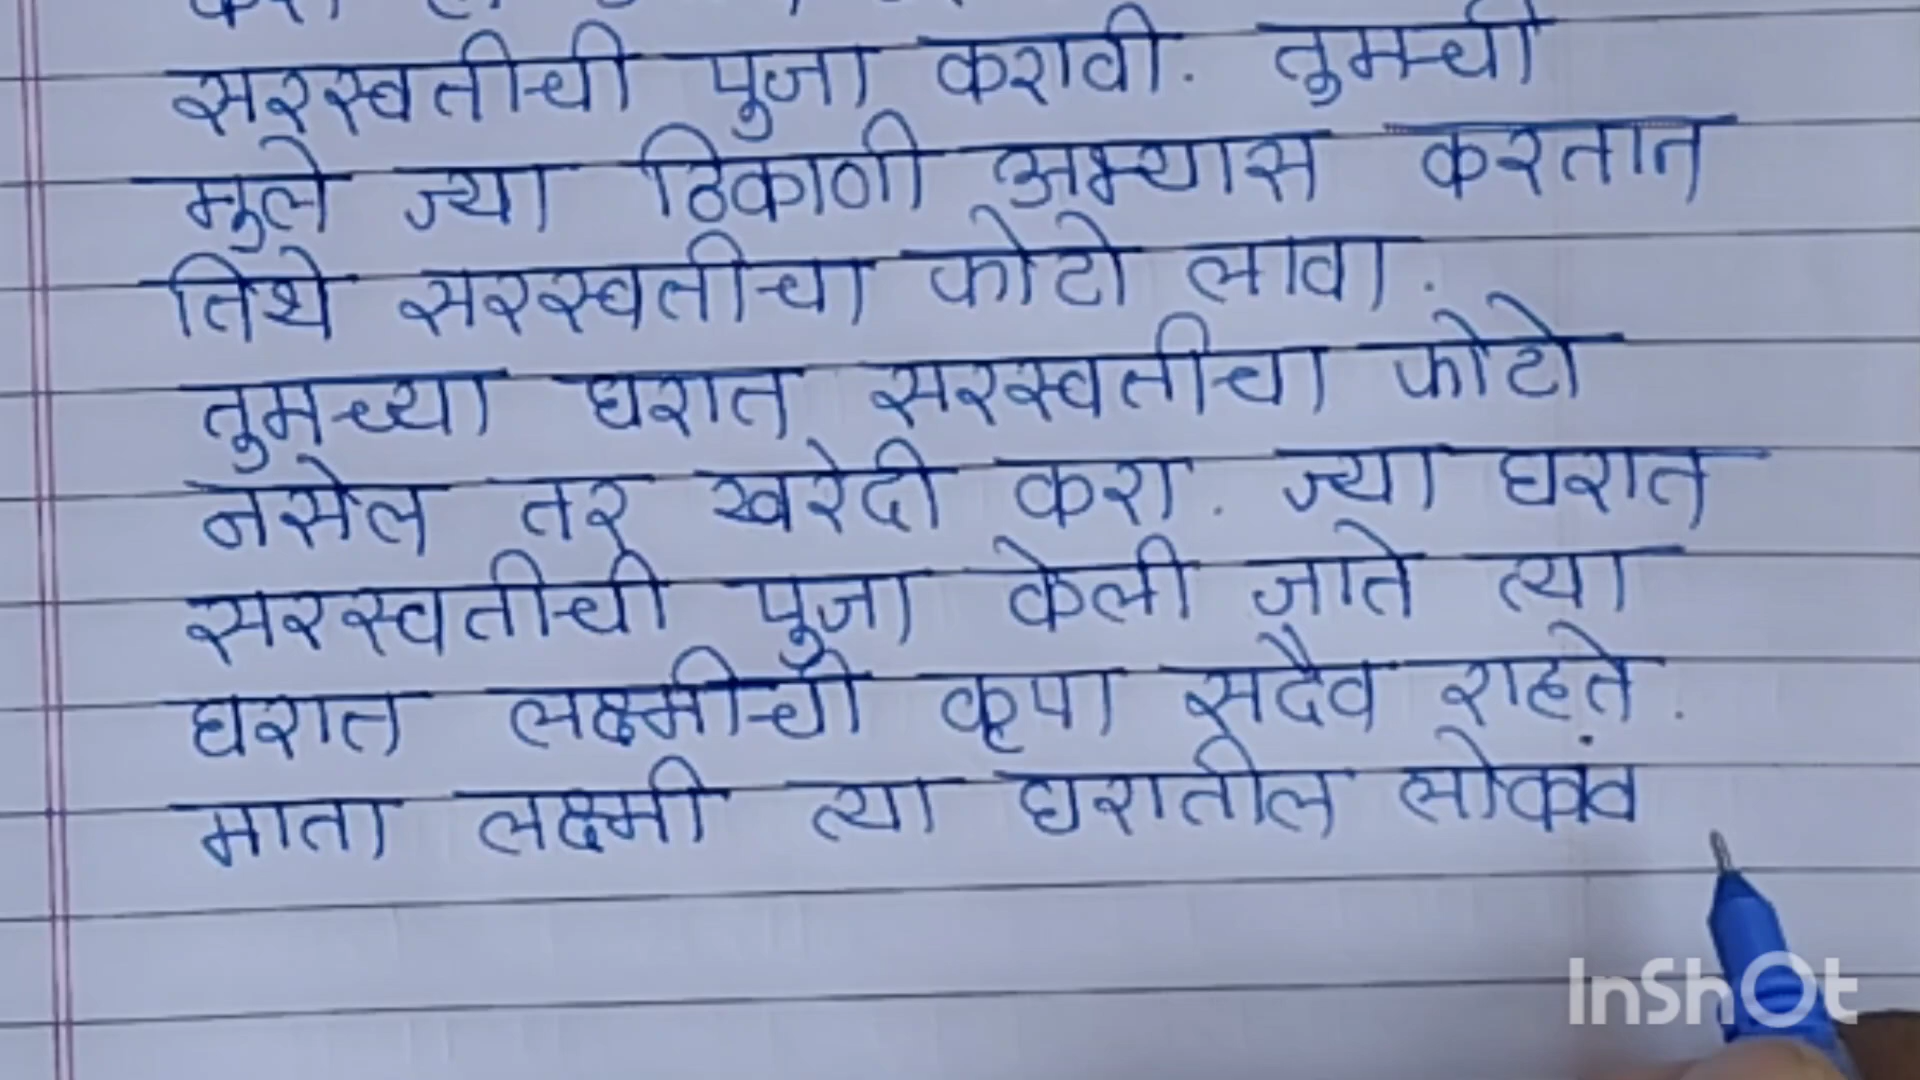 सरस्वतीची पुजा करावी. तुमची
मुले ज्या ठिकाणी अभ्यास करतात
तिथे सरस्वतीचा फोटो लावा.
तुमच्या घरात सरस्वतीचा फोटो
नसेल तर खरेदी करा. ज्या घरात
सरस्वतीची पुजा केली जाते त्या
घरात लक्ष्मीची कृपा सदैव राहते.
माता लक्ष्मी त्या घरातील
InShOt